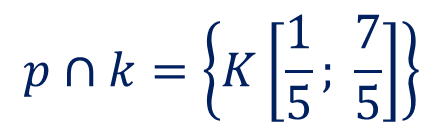 p ∩ k = {K [1/5 ; 7/5]}